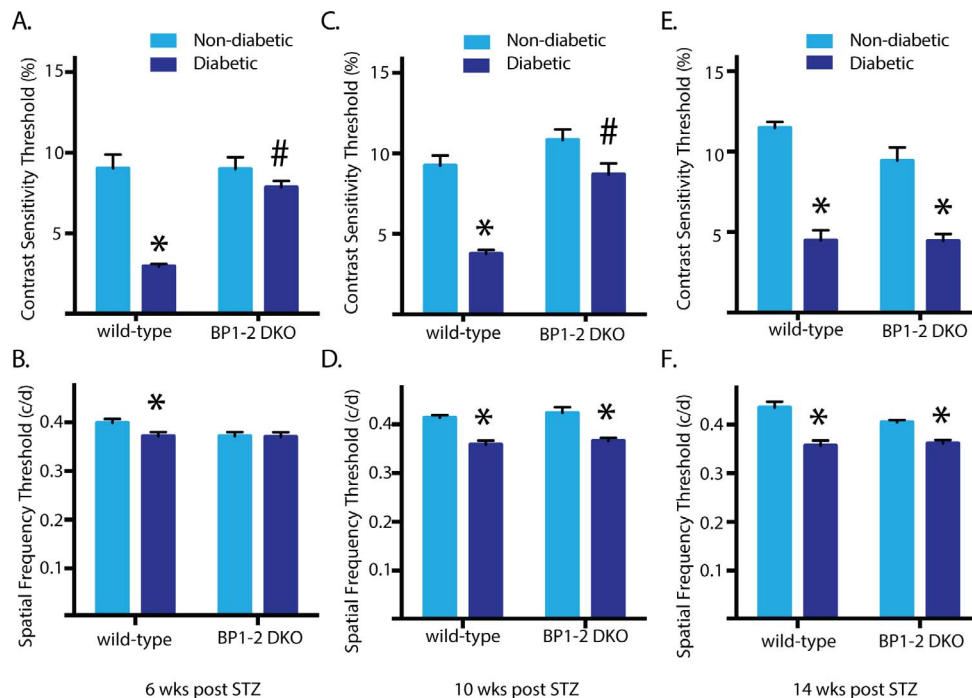 A.
Non-diabetic
Diabetic
Contrast Sensitivity Threshold (%)
15
10
5
*
#
wild-type
BP1-2 DKO
C.
Non-diabetic
Diabetic
Contrast Sensitivity Threshold (%)
15
10
5
*
#
wild-type
BP1-2 DKO
E.
Non-diabetic
Diabetic
Contrast Sensitivity Threshold (%)
15
10
5
*
*
wild-type
BP1-2 DKO
B.
Spatial Frequency Threshold (c/d)
0.4
0.3
0.2
0.1
*
wild-type
BP1-2 DKO
6 wks post STZ
D.
Spatial Frequency Threshold (c/d)
0.4
0.3
0.2
0.1
*
*
wild-type
BP1-2 DKO
10 wks post STZ
F.
Spatial Frequency Threshold (c/d)
0.4
0.3
0.2
0.1
*
*
wild-type
BP1-2 DKO
14 wks post STZ